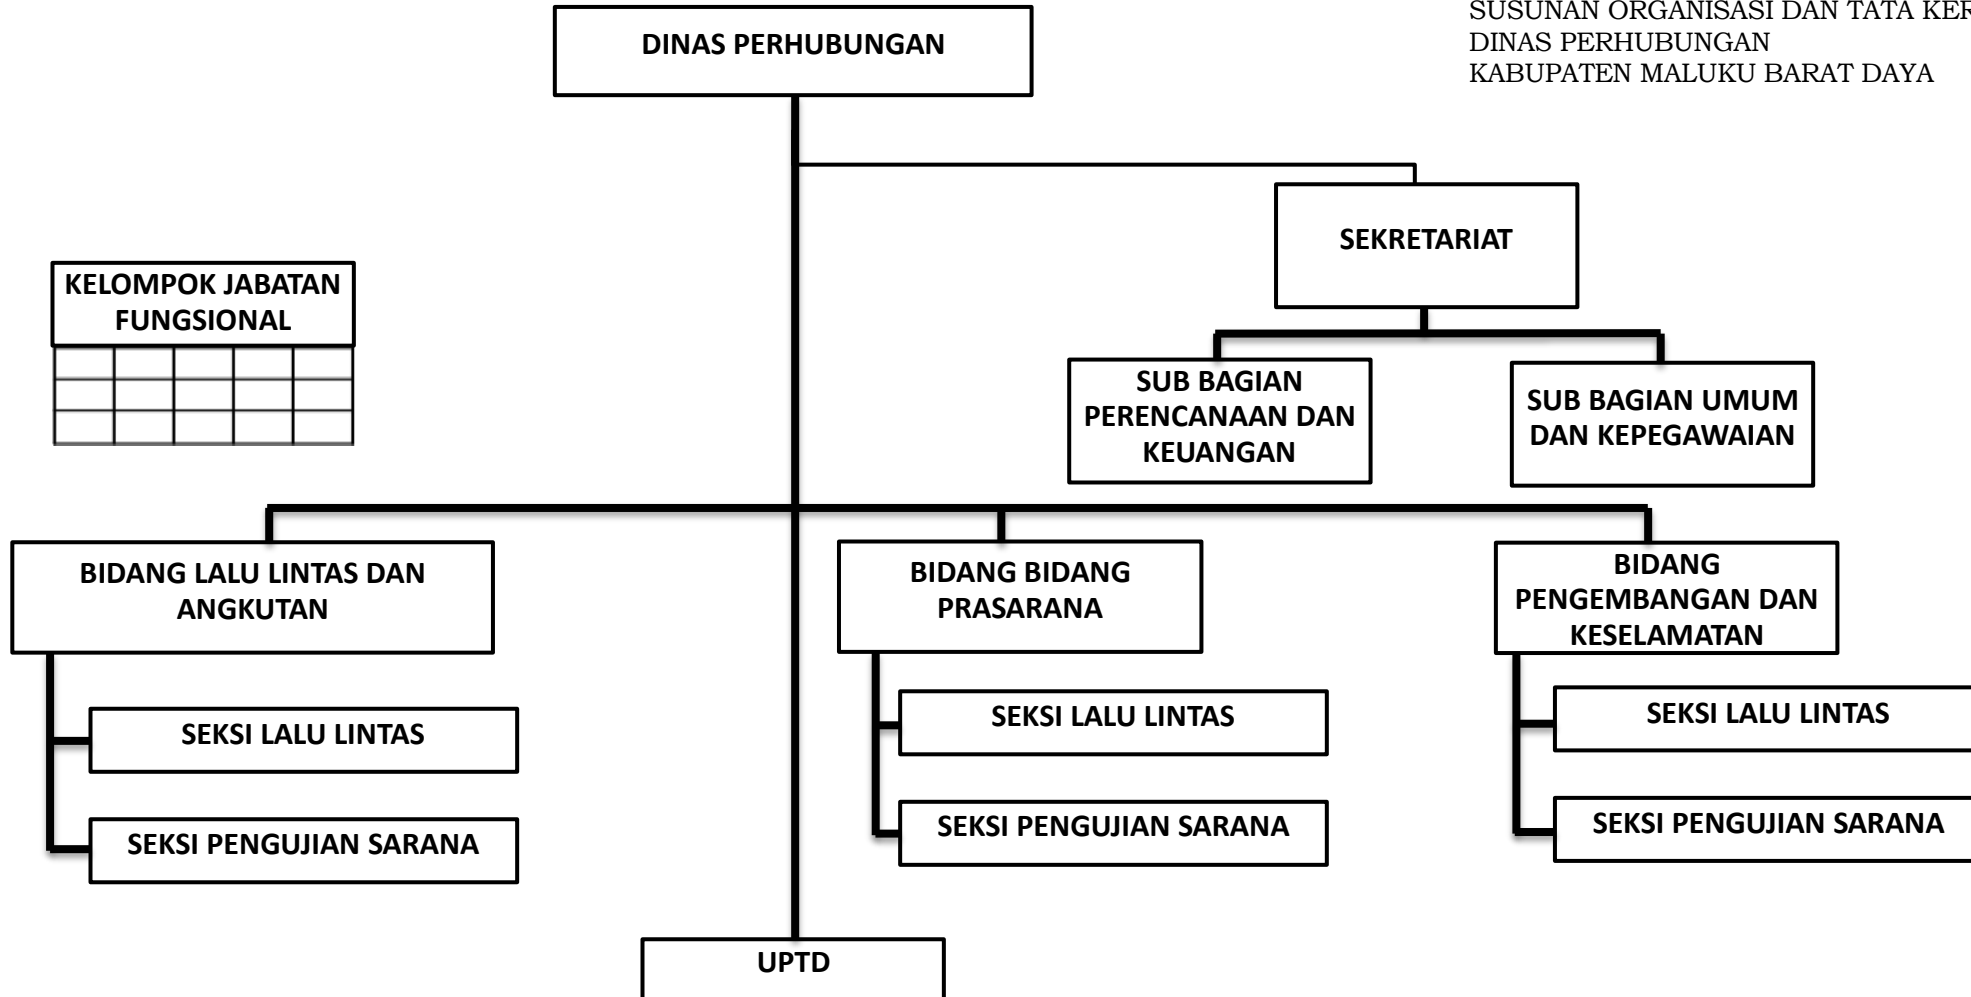 SUSUNAN ORGANISASI DAN TATA
DINAS PERHUBUNGAN
KABUPATEN MALUKU BARAT DAYA
DINAS PERHUBUNGAN
SEKRETARIAT
KELOMPOK JABATAN
FUNGSIONAL
SUB BAGIAN
PERENCANAAN DAN
KEUANGAN
SUB BAGIAN UMUM
DAN KEPEGAWAIAN
BIDANG LALU LINTAS DAN
ANGKUTAN
BIDANG BIDANG
PRASARANA
BIDANG
PENGEMBANGAN DAN
KESELAMATAN
SEKSI LALU LINTAS
SEKSI PENGUJIAN SARANA
SEKSI LALU LINTAS
SEKSI PENGUJIAN SARANA
SEKSI LALU LINTAS
SEKSI PENGUJIAN SARANA
UPTD